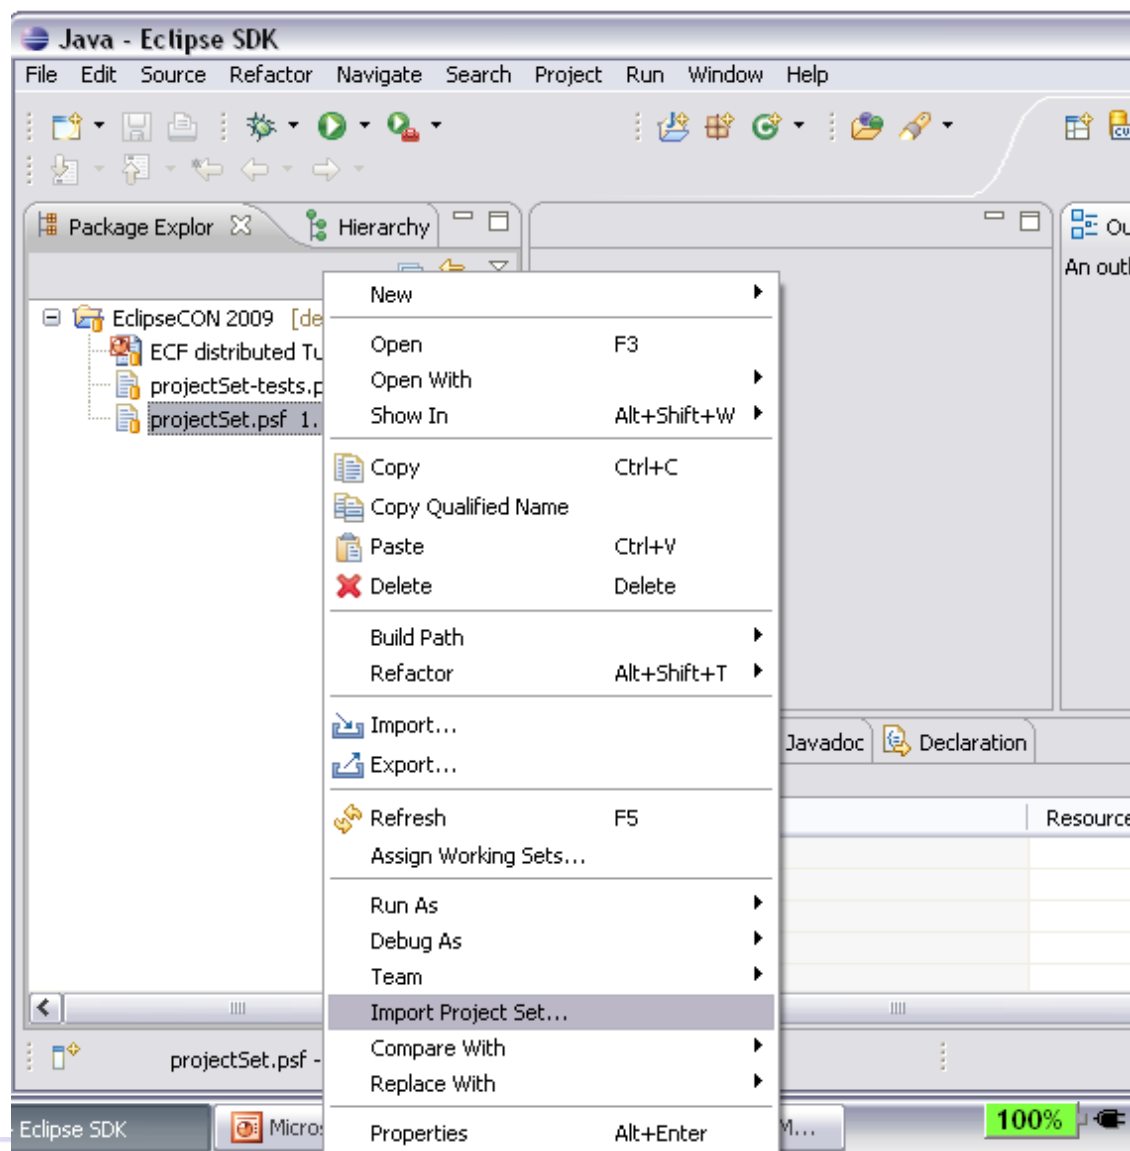 Java - Eclipse SDK
File Edit Source Refactor Navigate Search Project Run Window Help
Package Explor Hierarchy
An outl
EclipseCON 2009 [de
ECF distributed Tu
projectSet-tests.p
projectSet.psf 1.
New
Open F3
Open With
Show In Alt+Shift+W
Copy Ctrl+C
Copy Qualified Name
Paste Ctrl+V
Delete Delete
Build Path
Refactor Alt+Shift+T
Import...
Export...
Refresh F5
Assign Working Sets...
Run As
Debug As
Team
Import Project Set...
Compare With
Replace With
Properties Alt+Enter
Javadoc Declaration
Resource
projectSet.psf -
Eclipse SDK
Micros
M...
100%